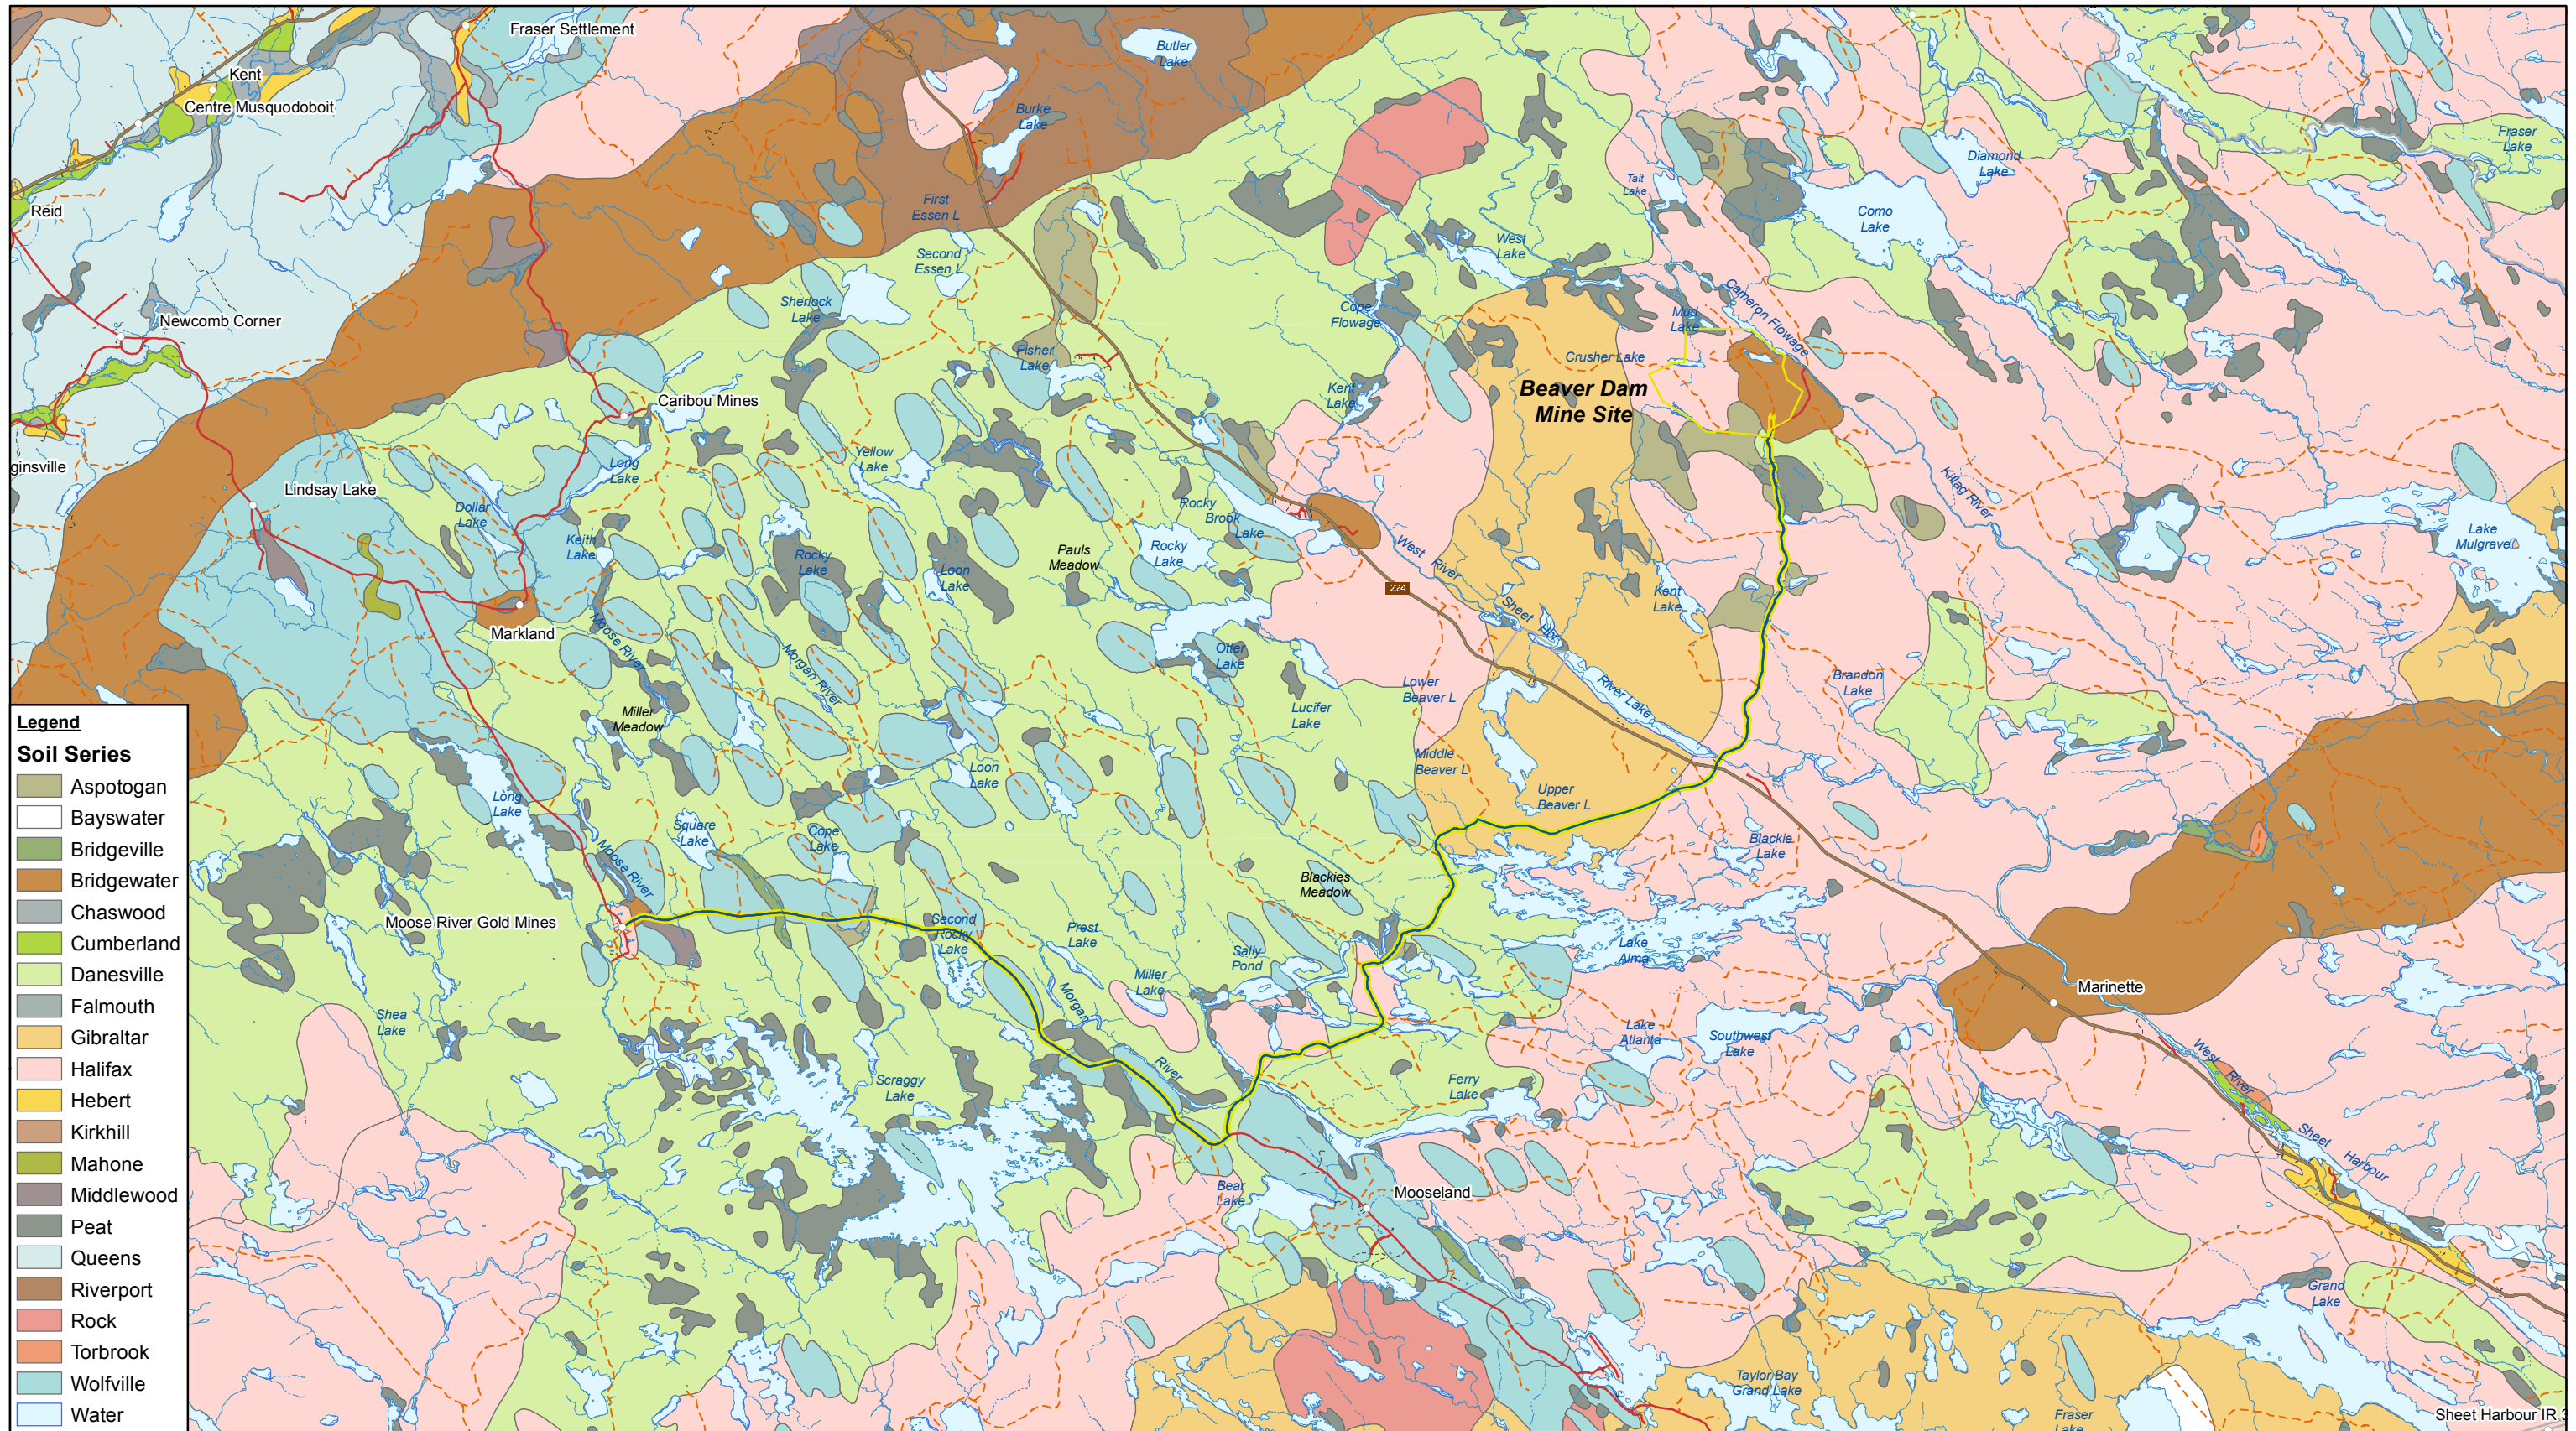 Fraser Settlement
Butler
Lake
Kent
Centre Musquodoboit
Burke
Lake
Fraser
Lake
Diamond
Lake
Tait
Lake
Reid
First
Essen L
Como
Lake
West
Lake
Second
Essen L
Sherlock
Lake
Cope
Flowage
Cameron Flowage
Mud
Lake
Newcomb Corner
Fisher
Lake
Crusher Lake
Kent
Lake
Beaver Dam
Mine Site
Caribou Mines
Yellow
Lake
Long
Lake
ginsville
Lindsay Lake
Killag River
Dollar
Lake
Rocky
Brook
Lake
Lake
Mulgrave
Keith
Lake
Rocky
Lake
Loon
Lake
Pauls
Meadow
Rocky
Lake
West River
224
Kent
Lake
Sheet Hbr
River Lake
Markland
Moose River
Morgan River
Otter
Lake
Brandon
Lake
Lower
Beaver L
Lucifer
Lake
Miller
Meadow
Middle
Beaver L
Loon
Lake
Upper
Beaver L
Long
Lake
Square
Lake
Cope
Lake
Blackie
Lake
Moose River
Blackies
Meadow
Moose River Gold Mines
Second
Rocky
Lake
Prest
Lake
Sally
Pond
Lake
Alma
Miller
Lake
Marinette
Morgan
River
Shea
Lake
Lake
Atlanta
Southwest
Lake
West
River
Sheet
Harbour
Scraggy
Lake
Ferry
Lake
Bear
Lake
Mooseland
Grand
Lake
Taylor Bay
Grand Lake
Fraser
Lake
Sheet Harbour IR 3
Legend
Soil Series
Aspotogan
Bayswater
Bridgeville
Bridgewater
Chaswood
Cumberland
Danesville
Falmouth
Gibraltar
Halifax
Hebert
Kirkhill
Mahone
Middlewood
Peat
Queens
Riverport
Rock
Torbrook
Wolfville
Water